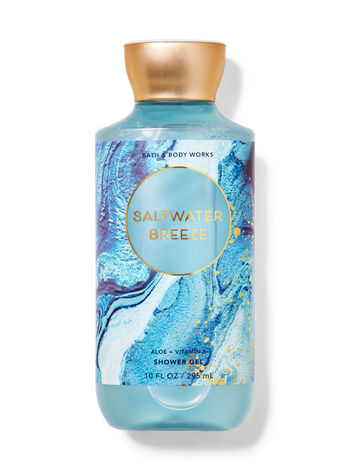 BATH & BODY WORKS
SALTWATER
BREEZE
ALOE + VITAMIN E
SHOWER GEL
10 FL OZ / 295 mL